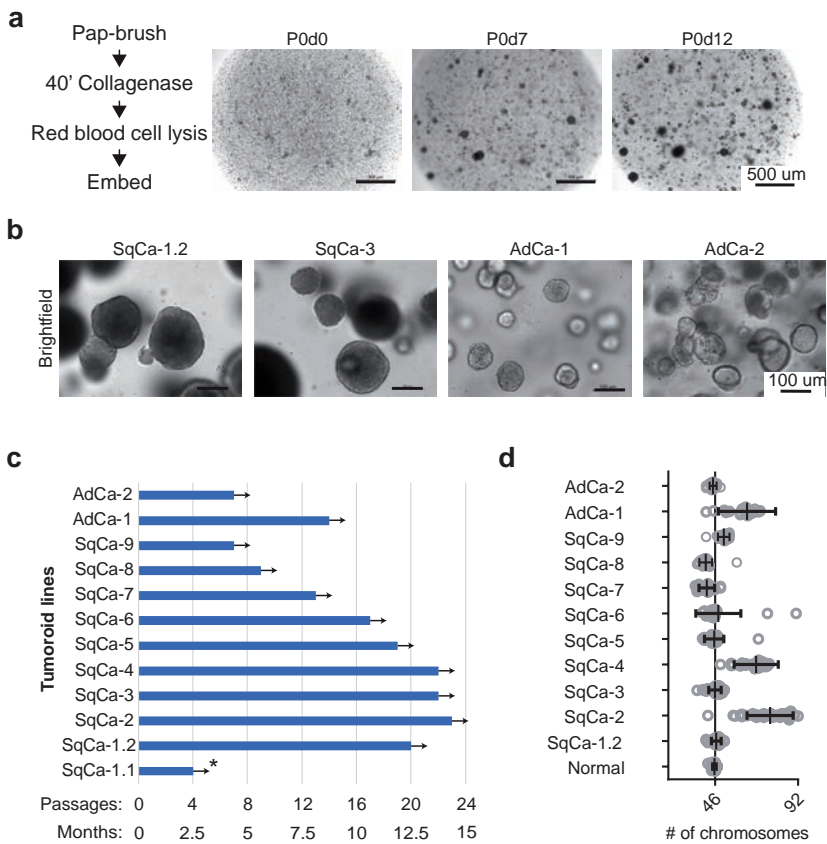 a
Pap-brush
40' Collagenase
Red blood cell lysis
Embed
P0d0
P0d7
P0d12
500 um
b
SqCa-1.2
SqCa-3
AdCa-1
AdCa-2
Brightfield
100 um
c
Tumoroid lines
AdCa-2
AdCa-1
SqCa-9
SqCa-8
SqCa-7
SqCa-6
SqCa-5
SqCa-4
SqCa-3
SqCa-2
SqCa-1.2
SqCa-1.1
*
Passages: 0 4 8 12 16 20 24
Months: 0 2.5 5 7.5 10 12.5 15
d
AdCa-2
AdCa-1
SqCa-9
SqCa-8
SqCa-7
SqCa-6
SqCa-5
SqCa-4
SqCa-3
SqCa-2
SqCa-1.2
Normal
46 92
# of chromosomes